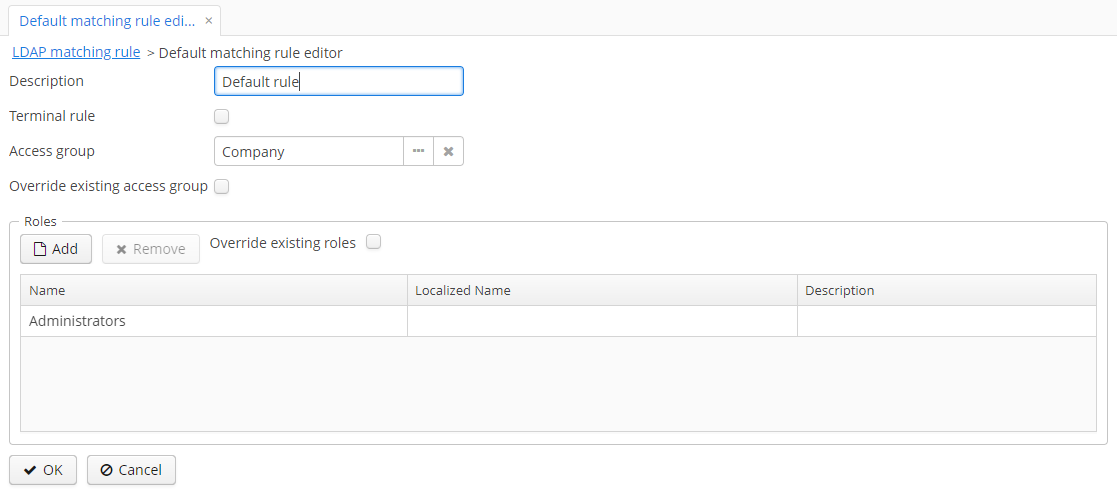 Default matching rule edi... ×
LDAP matching rule > Default matching rule editor
Description Default rule
Terminal rule
Access group Company
Override existing access group
Roles
Add Remove Override existing roles
Name Localized Name Description
Administrators
OK Cancel